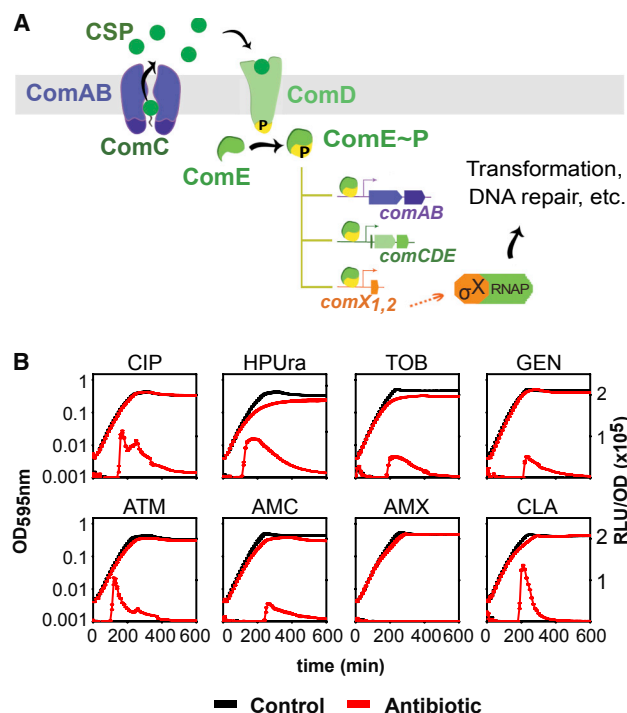 A
CSP
ComAB
ComD
ComC
P
ComE
P
ComE~P
Transformation,
DNA repair, etc.
comAB
comCDE
comX1,2
σX RNAP
B
CIP HPUra TOB GEN
1
0.1
0.01
0.001
2
1
ATM AMC AMX CLA
1
0.1
0.01
0.001
2
1
OD595nm
RLU/OD (x10⁵)
0 200 400 600 0 200 400 600 0 200 400 600 0 200 400 600
time (min)
Control Antibiotic